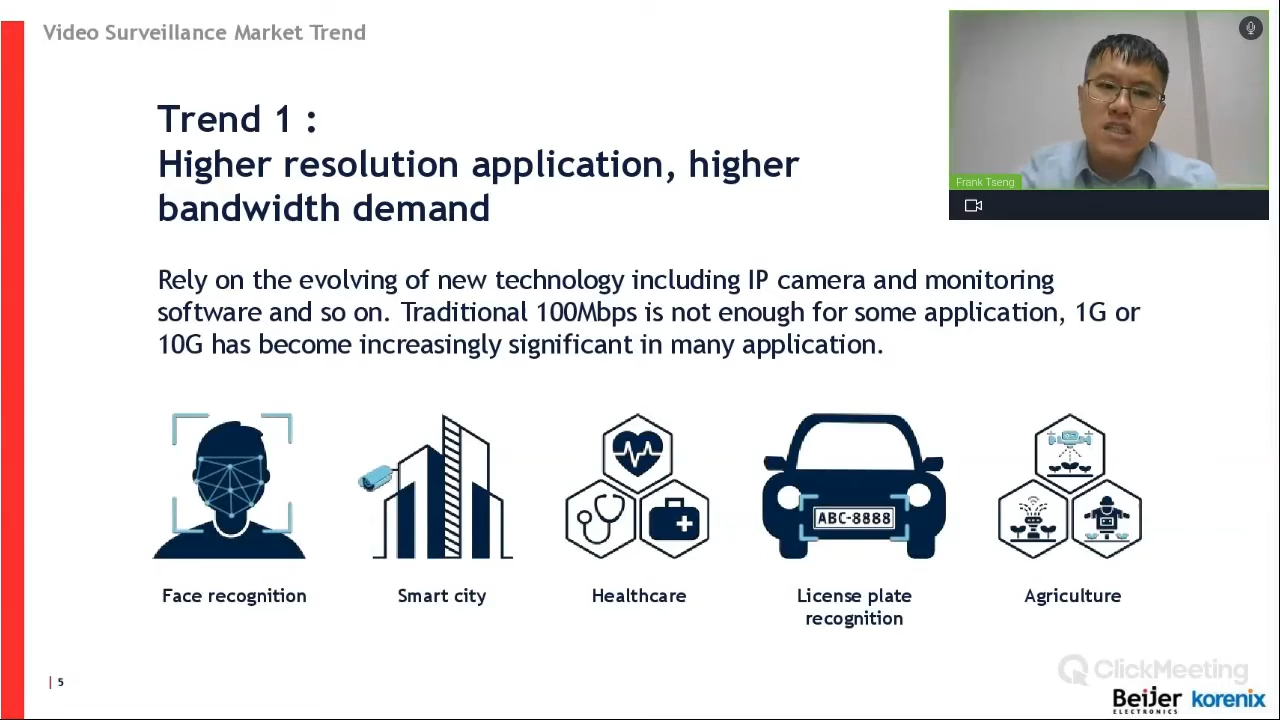 Video Surveillance Market Trend
Trend 1 :
Higher resolution application, higher
bandwidth demand
Frank Tseng
Rely on the evolving of new technology including IP camera and monitoring
software and so on. Traditional 100Mbps is not enough for some application, 1G or
10G has become increasingly significant in many application.
ABC-8888
Face recognition
Smart city
Healthcare
License plate
recognition
Agriculture
| 5
ClickMeeting
Beijer
ELECTRONICS
korenix